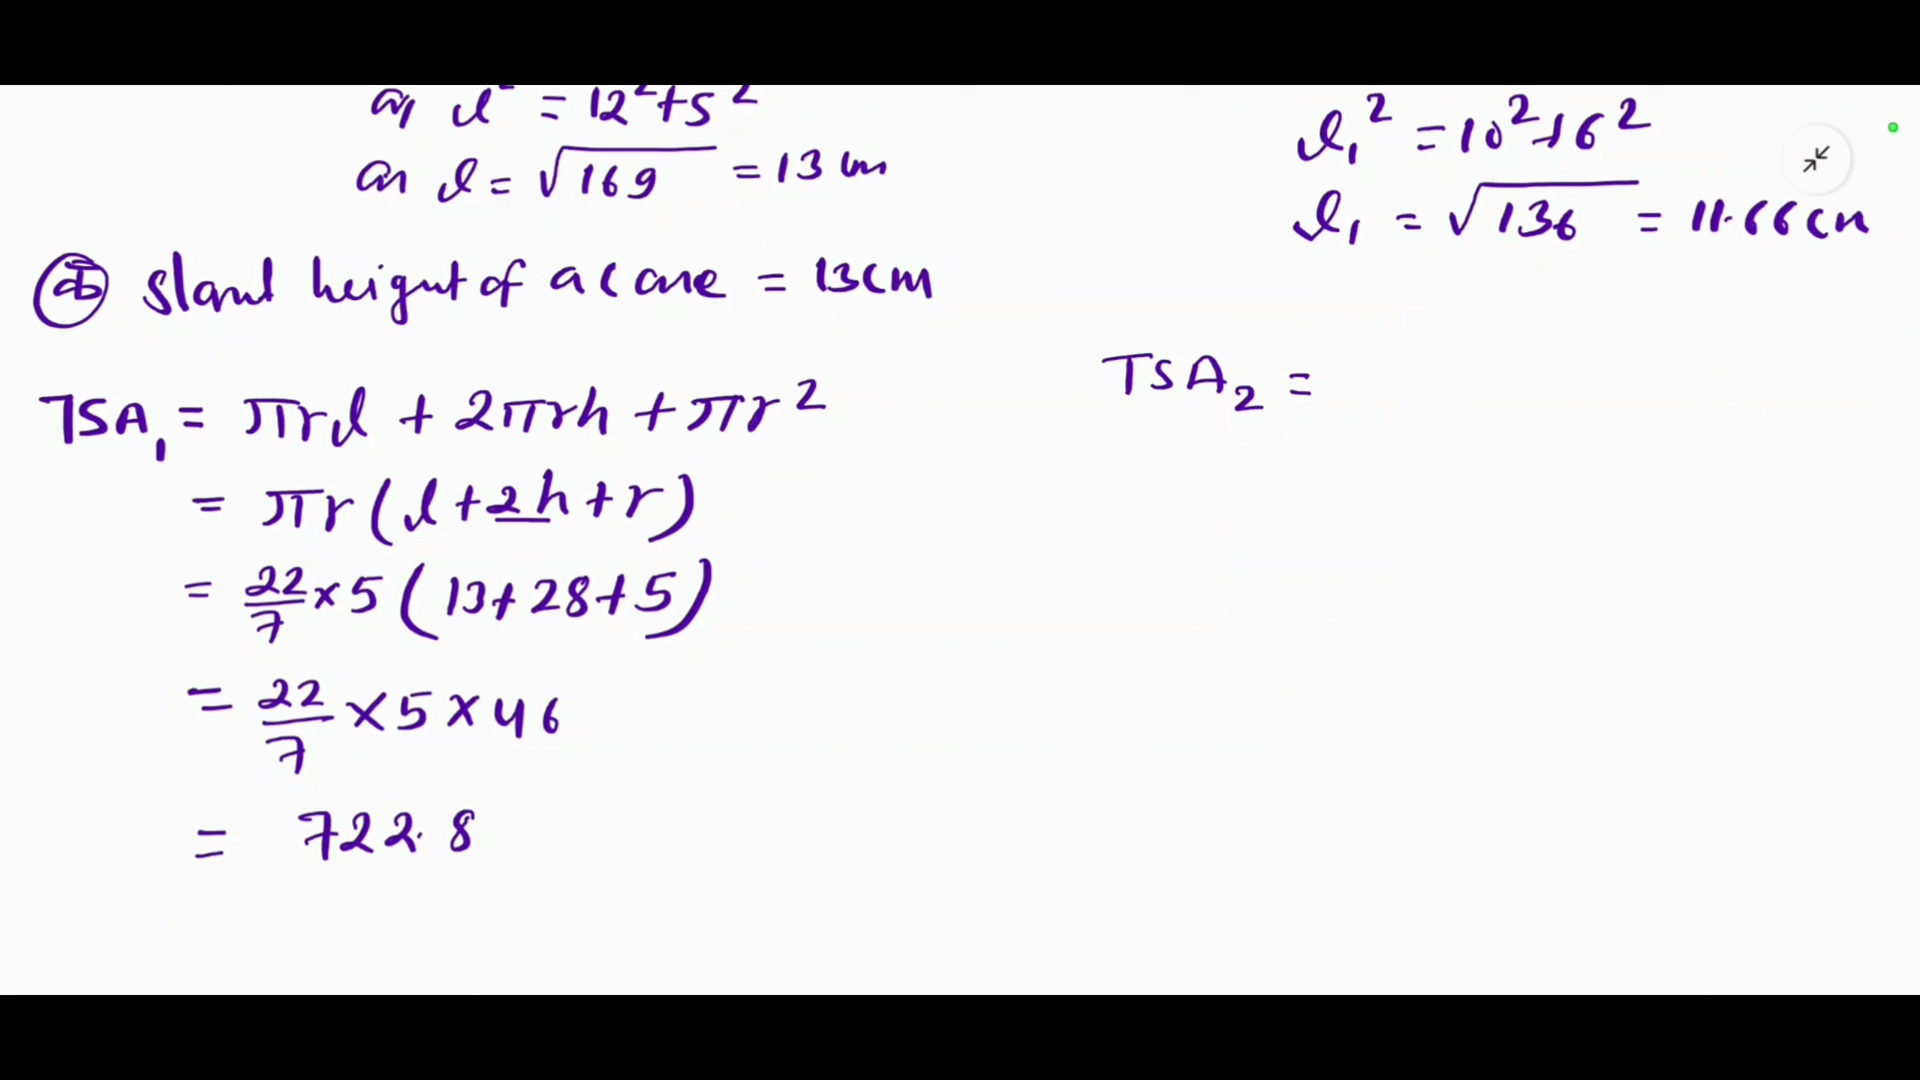 or l² = 12²+5²
or l = √169 = 13 cm
slant height of a cone = 13cm
TSA₁ = πrl + 2πrh + πr²
= πr(l+2h+r)
= 22/7 × 5 (13+28+5)
= 22/7 × 5 × 46
= 722.8
l₁² = 10²+6²
l₁ = √136 = 11.66cm
TSA₂ =